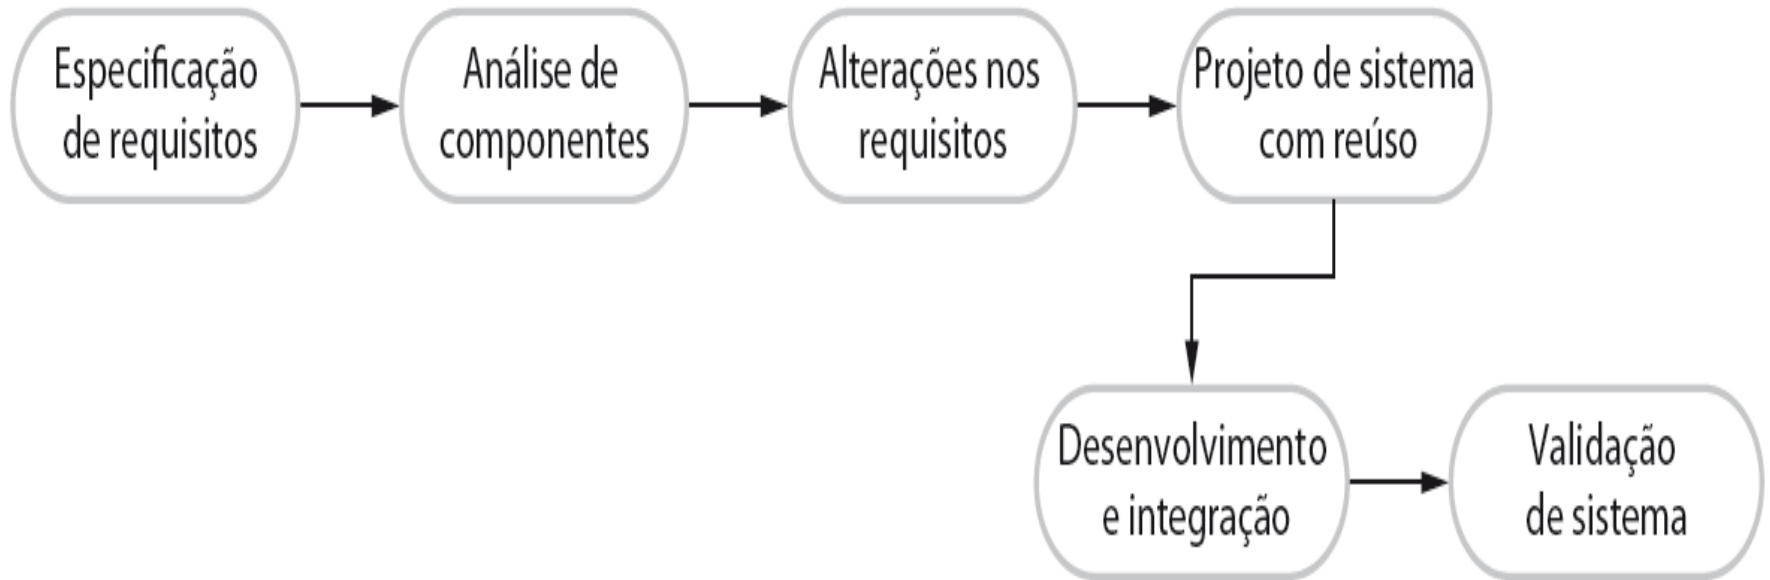 Especificação
de requisitos
Análise de
componentes
Alterações nos
requisitos
Projeto de sistema
com reúso
Desenvolvimento
e integração
Validação
de sistema